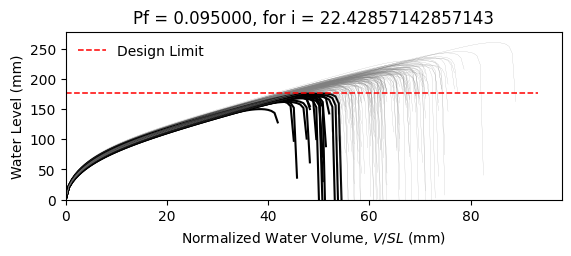 Pf = 0.095000, for i = 22.42857142857143
Design Limit
Water Level (mm)
250
200
150
100
50
0
0 20 40 60 80
Normalized Water Volume, V/SL (mm)